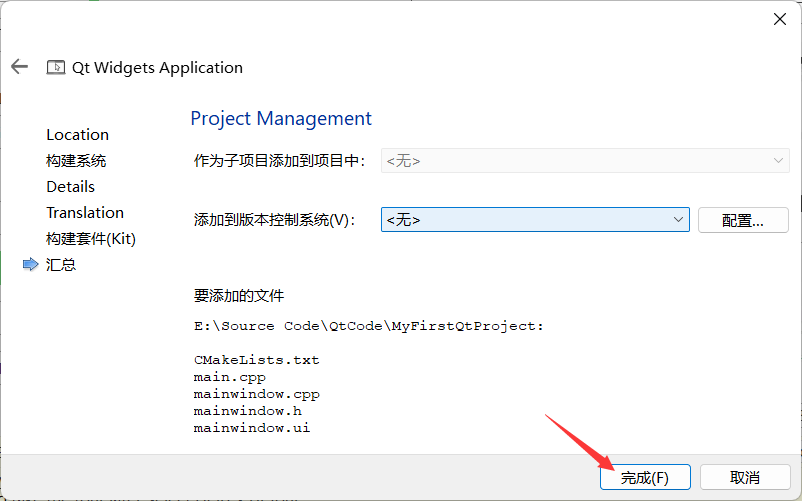 Qt Widgets Application
Project Management
Location
构建系统
Details
Translation
构建套件(Kit)
汇总
作为子项目添加到项目中: <无>
添加到版本控制系统(V): <无> 配置...
要添加的文件
E:\Source Code\QtCode\MyFirstQtProject:
CMakeLists.txt
main.cpp
mainwindow.cpp
mainwindow.h
mainwindow.ui
完成(F) 取消